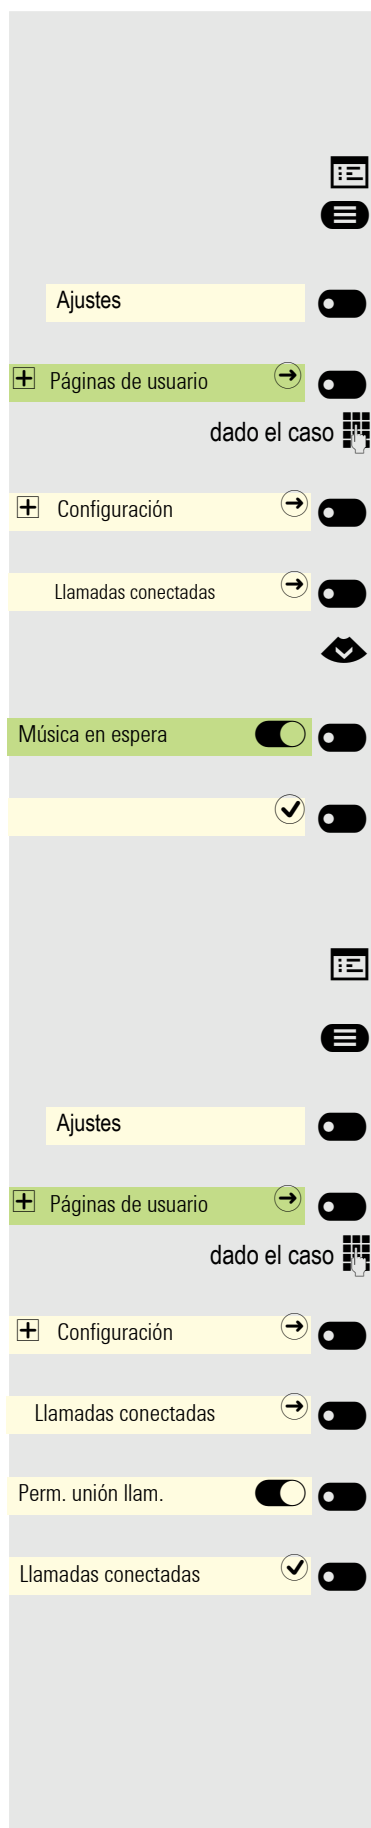 Ajustes
Páginas de usuario
dado el caso
Configuración
Llamadas conectadas
Música en espera
Ajustes
Páginas de usuario
dado el caso
Configuración
Llamadas conectadas
Perm. unión llam.
Llamadas conectadas